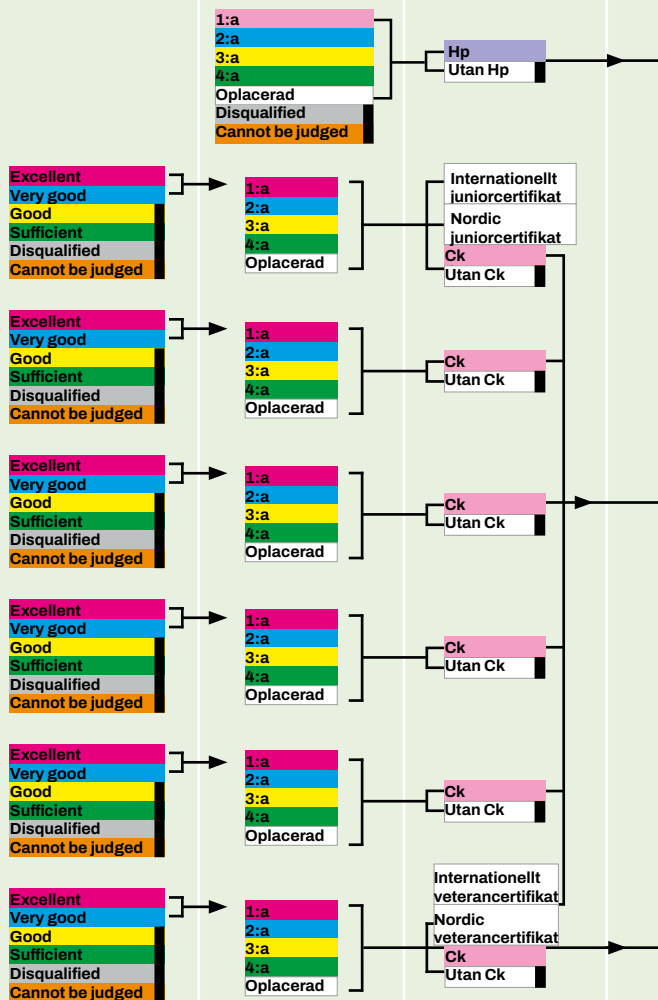 1:a
2:a
3:a
4:a
Oplacerad
Disqualified
Cannot be judged
Hp
Utan Hp
Excellent
Very good
Good
Sufficient
Disqualified
Cannot be judged
1:a
2:a
3:a
4:a
Oplacerad
Internationellt
juniorcertifikat
Nordic
juniorcertifikat
Ck
Utan Ck
Excellent
Very good
Good
Sufficient
Disqualified
Cannot be judged
1:a
2:a
3:a
4:a
Oplacerad
Ck
Utan Ck
Excellent
Very good
Good
Sufficient
Disqualified
Cannot be judged
1:a
2:a
3:a
4:a
Oplacerad
Ck
Utan Ck
Excellent
Very good
Good
Sufficient
Disqualified
Cannot be judged
1:a
2:a
3:a
4:a
Oplacerad
Ck
Utan Ck
Excellent
Very good
Good
Sufficient
Disqualified
Cannot be judged
1:a
2:a
3:a
4:a
Oplacerad
Ck
Utan Ck
Excellent
Very good
Good
Sufficient
Disqualified
Cannot be judged
1:a
2:a
3:a
4:a
Oplacerad
Internationellt
veterancertifikat
Nordic
veterancertifikat
Ck
Utan Ck